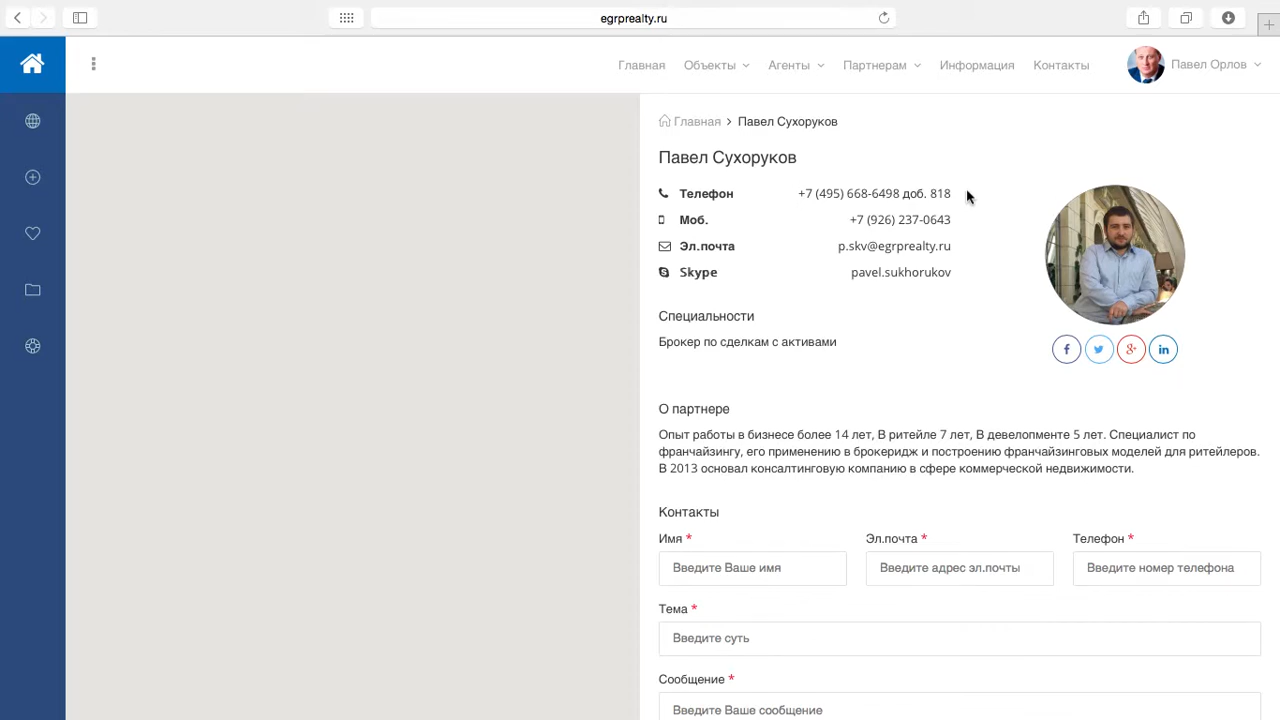 egrprealty.ru
Главная Объекты Агенты Партнерам Информация Контакты Павел Орлов
Главная > Павел Сухоруков
Павел Сухоруков
Телефон +7 (495) 668-6498 доб. 818
Моб. +7 (926) 237-0643
Эл.почта p.skv@egrprealty.ru
Skype pavel.sukhorukov
Специальности
Брокер по сделкам с активами
О партнере
Опыт работы в бизнесе более 14 лет, В ритейле 7 лет, В девелопменте 5 лет. Специалист по
франчайзингу, его применению в брокеридж и построению франчайзинговых моделей для ритейлеров.
В 2013 основал консалтинговую компанию в сфере коммерческой недвижимости.
Контакты
Имя * Эл.почта * Телефон *
Введите Ваше имя Введите адрес эл.почты Введите номер телефона
Тема *
Введите суть
Сообщение *
Введите Ваше сообщение